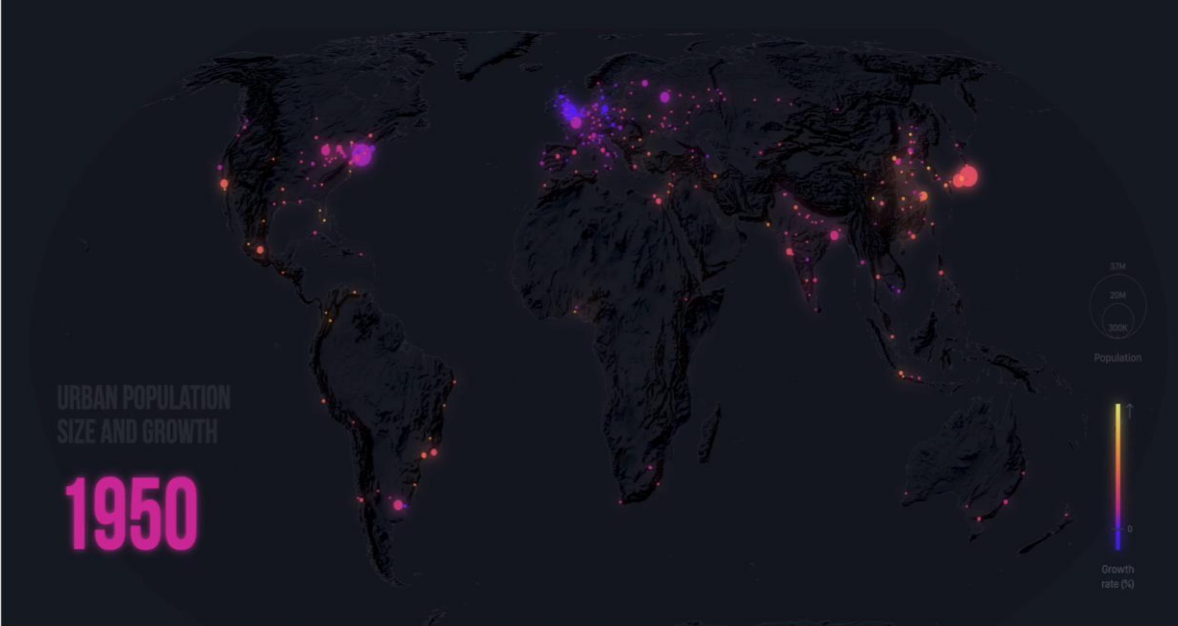 37M
20M
300K
Population
URBAN POPULATION
SIZE AND GROWTH
1950
0
Growth
rate (%)